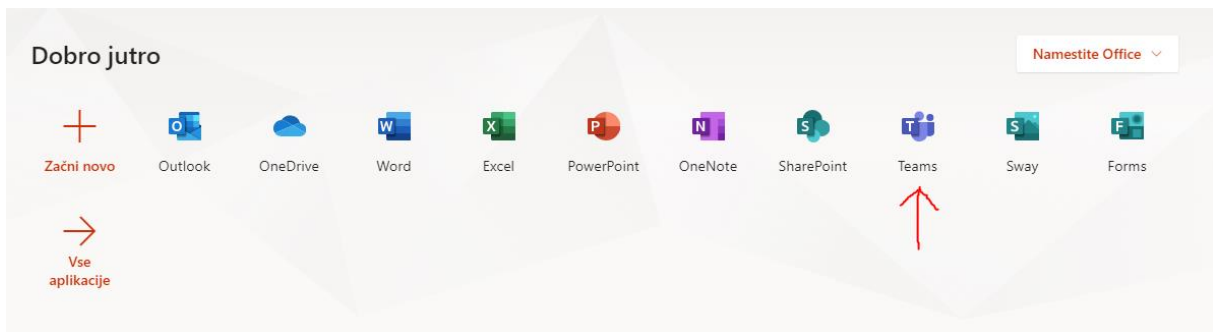 Dobro jutro
Namestite Office
Začni novo
Outlook
OneDrive
Word
Excel
PowerPoint
OneNote
SharePoint
Teams
Sway
Forms
Vse
aplikacije